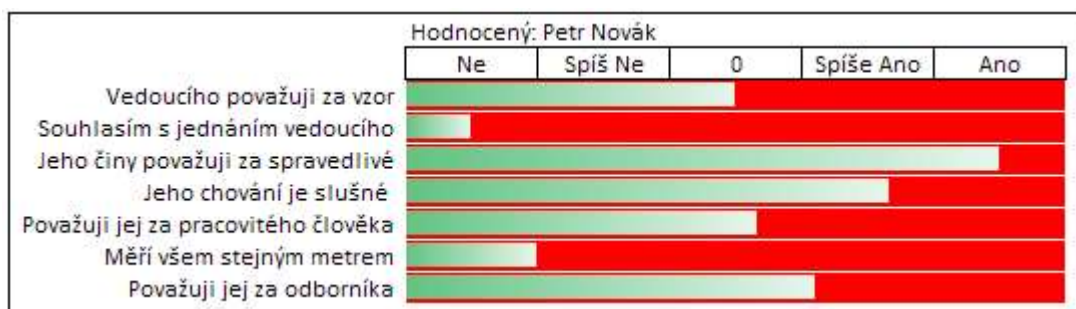 Hodnocený: Petr Novák
Ne Spíš Ne 0 Spíše Ano Ano
Vedoucího považuji za vzor
Souhlasím s jednáním vedoucího
Jeho činy považuji za spravedlivé
Jeho chování je slušné
Považuji jej za pracovitého člověka
Měří všem stejným metrem
Považuji jej za odborníka